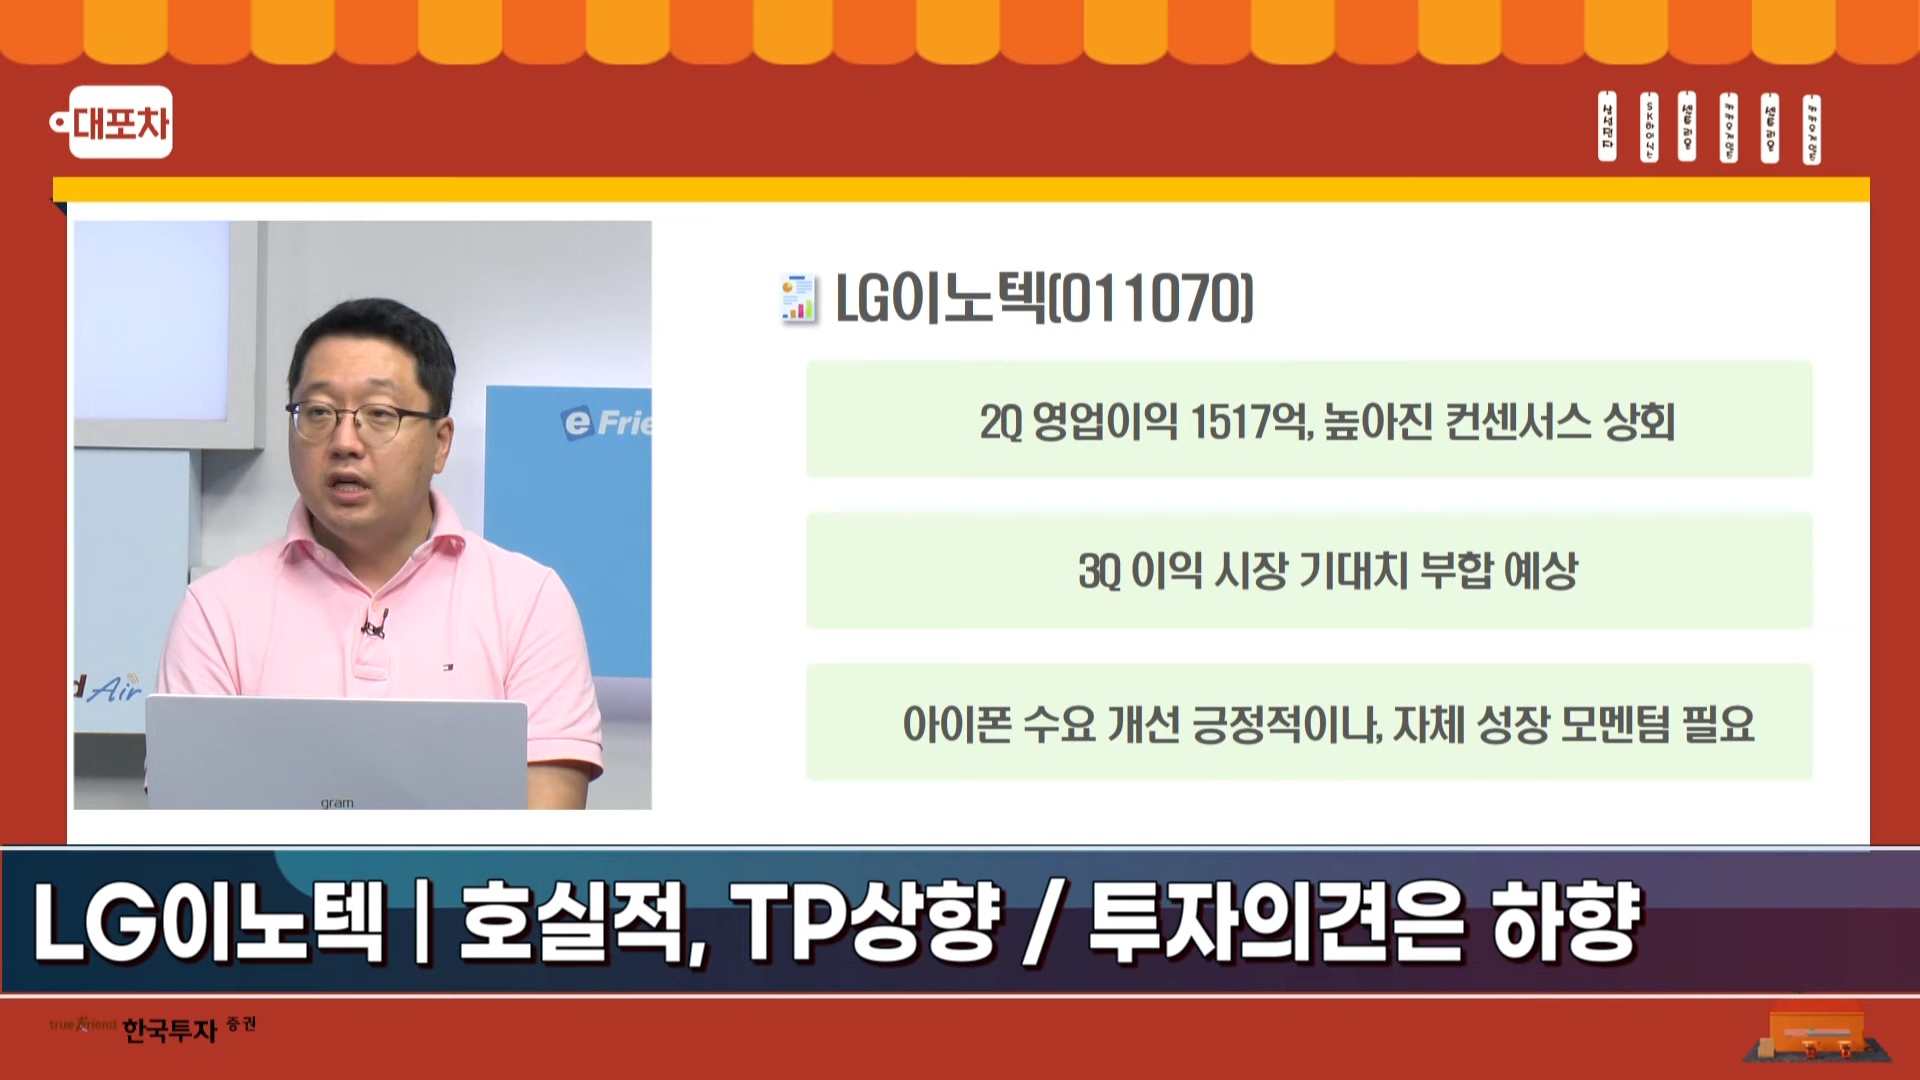 대포차
LG이노텍(011070)
2Q 영업이익 1517억, 높아진 컨센서스 상회
3Q 이익 시장 기대치 부합 예상
아이폰 수요 개선 긍정적이나, 자체 성장 모멘텀 필요
e Frie
d Air
gram
LG이노텍 | 호실적, TP상향 / 투자의견은 하향
true friend 한국투자 증권